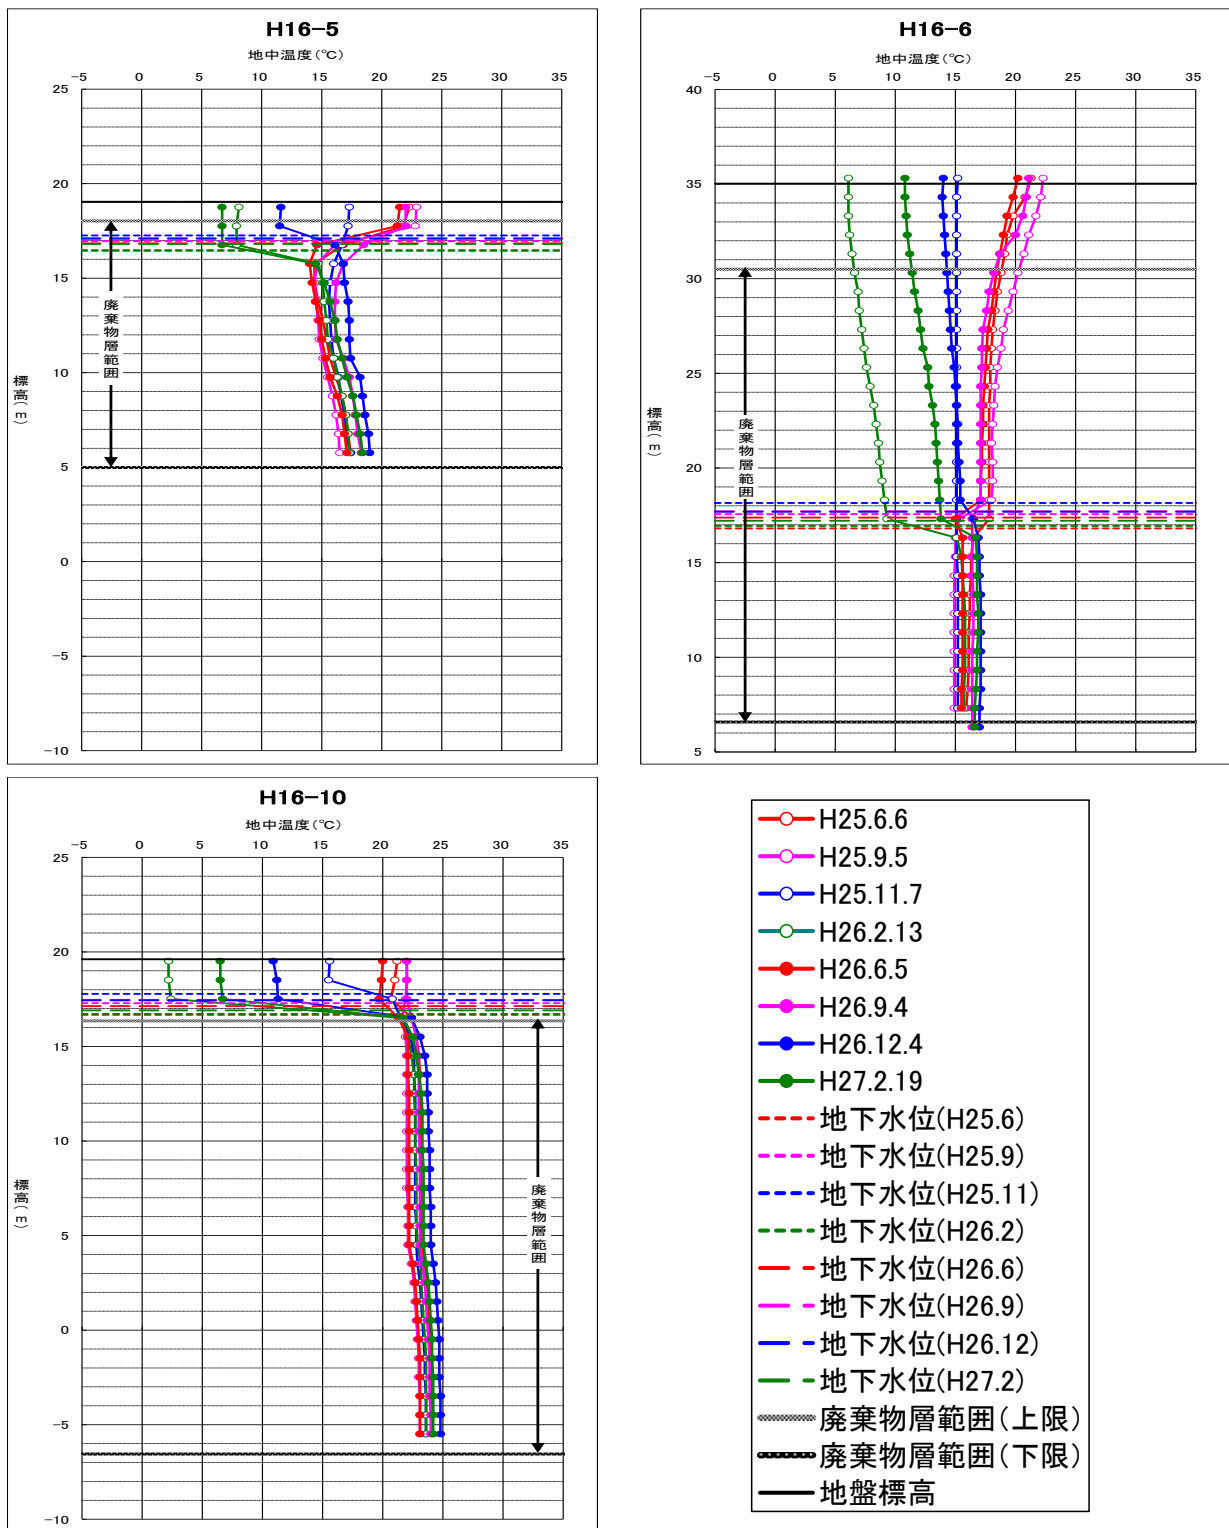 H16-5
地中温度(℃)
-5 0 5 10 15 20 25 30 35
25
20
15
10
5
0
-5
-10
標高(m)
廃棄物層範囲
H16-6
地中温度(℃)
-5 0 5 10 15 20 25 30 35
40
35
30
25
20
15
10
5
標高(m)
廃棄物層範囲
H16-10
地中温度(℃)
-5 0 5 10 15 20 25 30 35
25
20
15
10
5
0
-5
-10
標高(m)
廃棄物層範囲
H25.6.6
H25.9.5
H25.11.7
H26.2.13
H26.6.5
H26.9.4
H26.12.4
H27.2.19
地下水位(H25.6)
地下水位(H25.9)
地下水位(H25.11)
地下水位(H26.2)
地下水位(H26.6)
地下水位(H26.9)
地下水位(H26.12)
地下水位(H27.2)
廃棄物層範囲(上限)
廃棄物層範囲(下限)
地盤標高